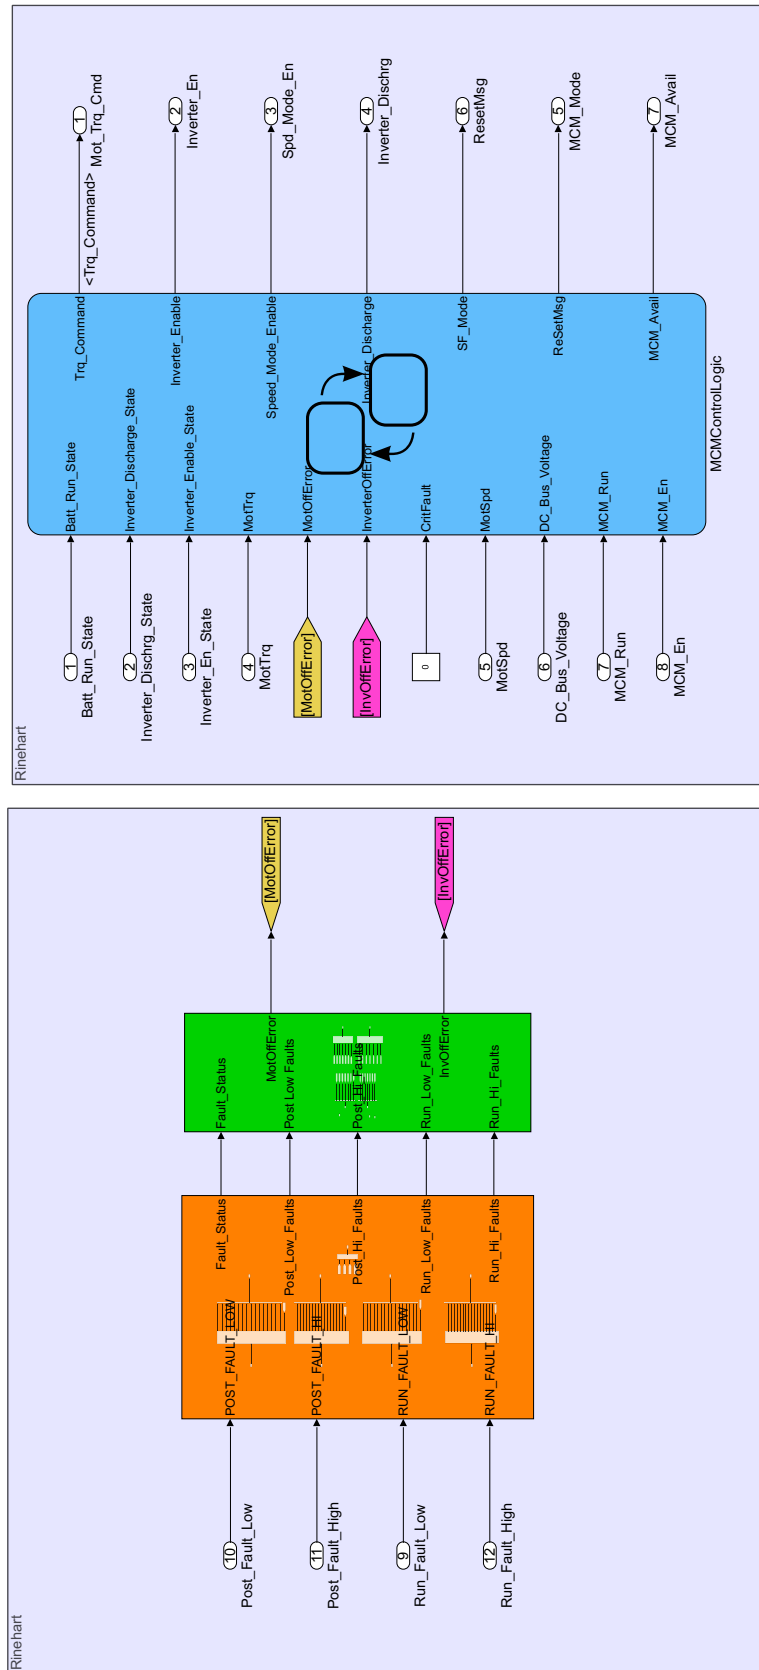 Rinehart
1
Batt_Run_State
2
Inverter_Dischrg_State
3
Inverter_En_State
4
MotTrq
[MotOffError]
[InvOffError]
0
5
MotSpd
6
DC_Bus_Voltage
7
MCM_Run
8
MCM_En
Batt_Run_State
Inverter_Discharge_State
Inverter_Enable_State
MotTrq
MotOffError
InverterOffError
CritFault
MotSpd
DC_Bus_Voltage
MCM_Run
MCM_En
Trq_Command
Inverter_Enable
Speed_Mode_Enable
Inverter_Discharge
SF_Mode
ReSetMsg
MCM_Avail
MCMControlLogic
<Trq_Command>
1
Mot_Trq_Cmd
2
Inverter_En
3
Spd_Mode_En
4
Inverter_Dischrg
6
ResetMsg
5
MCM_Mode
7
MCM_Avail
Rinehart
10
Post_Fault_Low
11
Post_Fault_High
9
Run_Fault_Low
12
Run_Fault_High
POST_FAULT_LOW
POST_FAULT_HI
RUN_FAULT_LOW
RUN_FAULT_HI
Fault_Status
Post_Low_Faults
Post_Hi_Faults
Run_Low_Faults
Run_Hi_Faults
Fault_Status
Post Low Faults
Post_Hi_Faults
Run_Low_Faults
Run_Hi_Faults
MotOffError
InvOffError
[MotOffError]
[InvOffError]